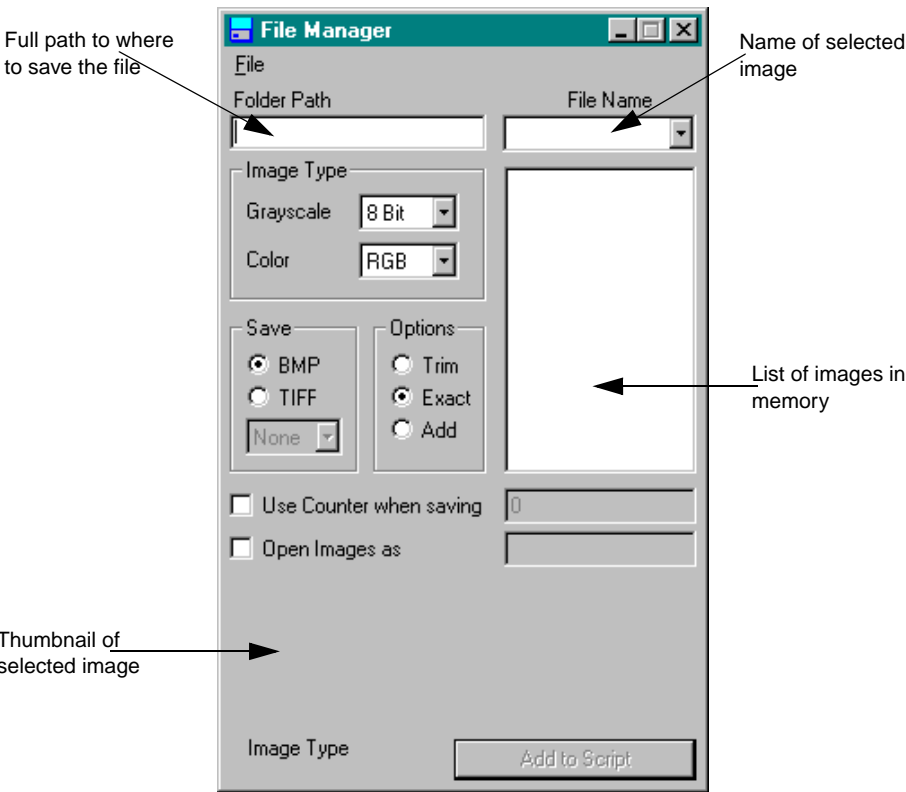 Full path to where
to save the file
File Manager
Name of selected
image
File
Folder Path
File Name
Image Type
Grayscale
8 Bit
Color
RGB
Save
BMP
TIFF
None
Options
Trim
Exact
Add
List of images in
memory
Use Counter when saving
0
Open Images as
Thumbnail of
selected image
Image Type
Add to Script